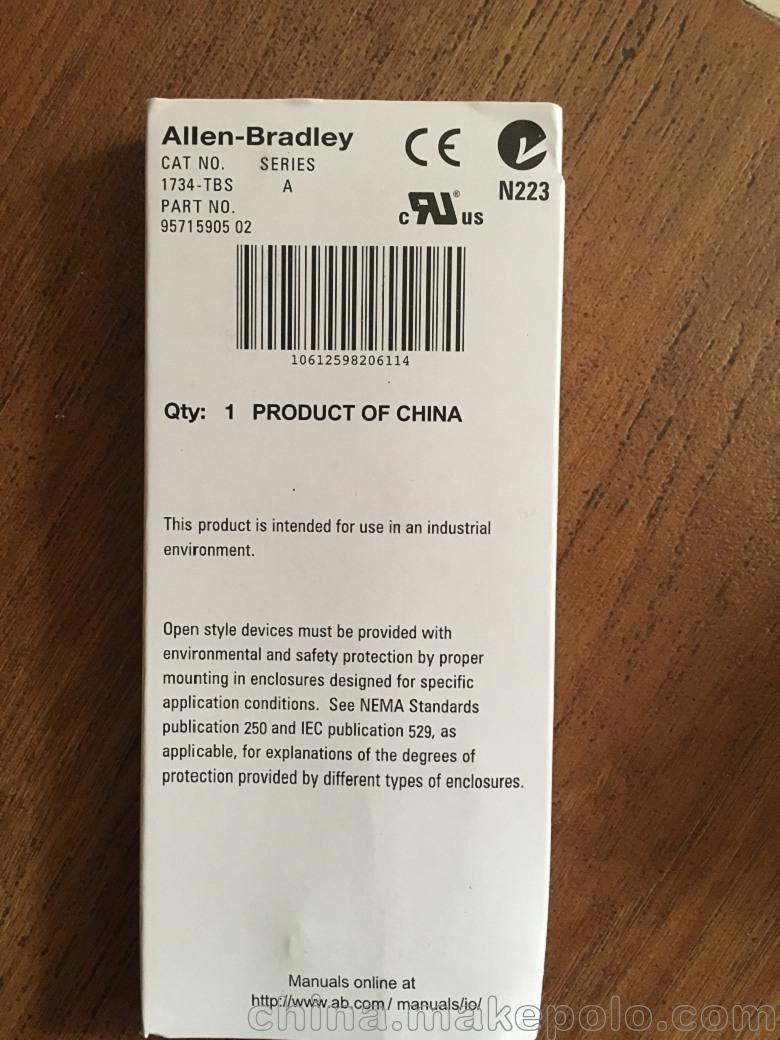 Allen-Bradley
CAT NO. SERIES
1734-TBS A
PART NO.
95715905 02
CE
N223
c RU ® us
10612598206114
Qty: 1 PRODUCT OF CHINA
This product is intended for use in an industrial
environment.
Open style devices must be provided with
environmental and safety protection by proper
mounting in enclosures designed for specific
application conditions. See NEMA Standards
publication 250 and IEC publication 529, as
applicable, for explanations of the degrees of
protection provided by different types of enclosures.
Manuals online at
http://www.ab.com/ manuals/io/
china.makepolo.com